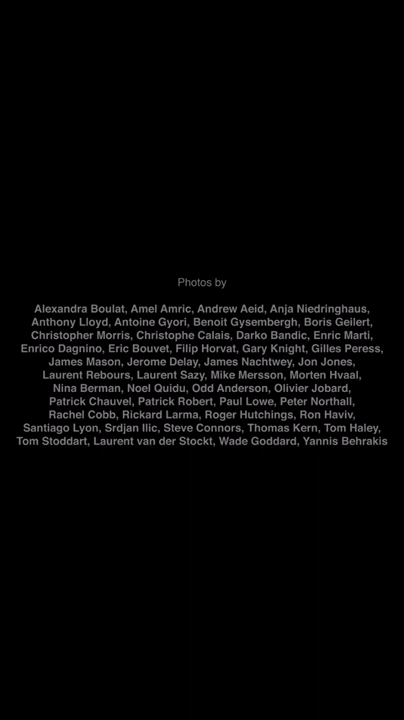 Photos by
Alexandra Boulat, Amel Amric, Andrew Aeid, Anja Niedringhaus,
Anthony Lloyd, Antoine Gyori, Benoit Gysembergh, Boris Geilert,
Christopher Morris, Christophe Calais, Darko Bandic, Enric Marti,
Enrico Dagnino, Eric Bouvet, Filip Horvat, Gary Knight, Gilles Peress,
James Mason, Jerome Delay, James Nachtwey, Jon Jones,
Laurent Rebours, Laurent Sazy, Mike Mersson, Morten Hvaal,
Nina Berman, Noel Quidu, Odd Anderson, Olivier Jobard,
Patrick Chauvel, Patrick Robert, Paul Lowe, Peter Northall,
Rachel Cobb, Rickard Larma, Roger Hutchings, Ron Haviv,
Santiago Lyon, Srdjan Ilic, Steve Connors, Thomas Kern, Tom Haley,
Tom Stoddart, Laurent van der Stockt, Wade Goddard, Yannis Behrakis